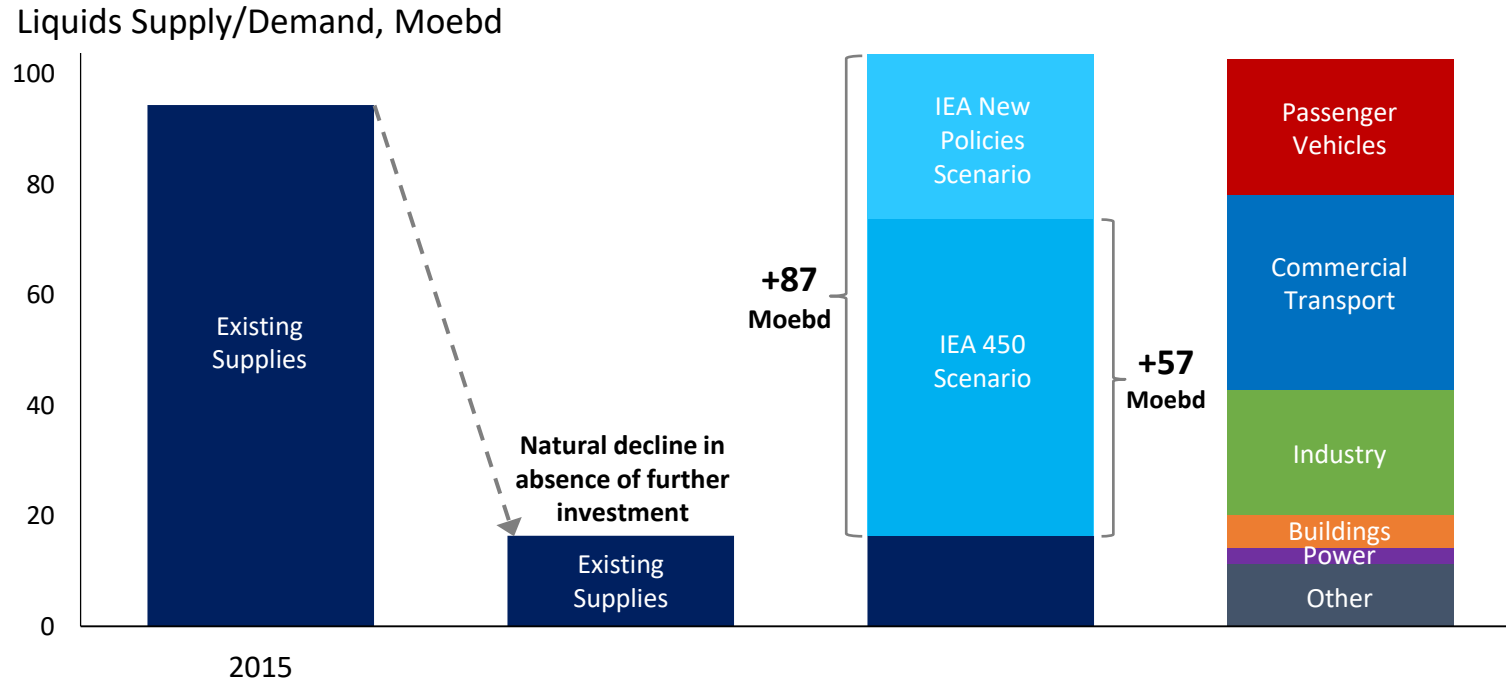 Liquids Supply/Demand, Moebd
100
80
60
40
20
0
Existing
Supplies
2015
Natural decline in
absence of further
investment
Existing
Supplies
+87
Moebd
IEA New
Policies
Scenario
IEA 450
Scenario
+57
Moebd
Passenger
Vehicles
Commercial
Transport
Industry
Buildings
Power
Other